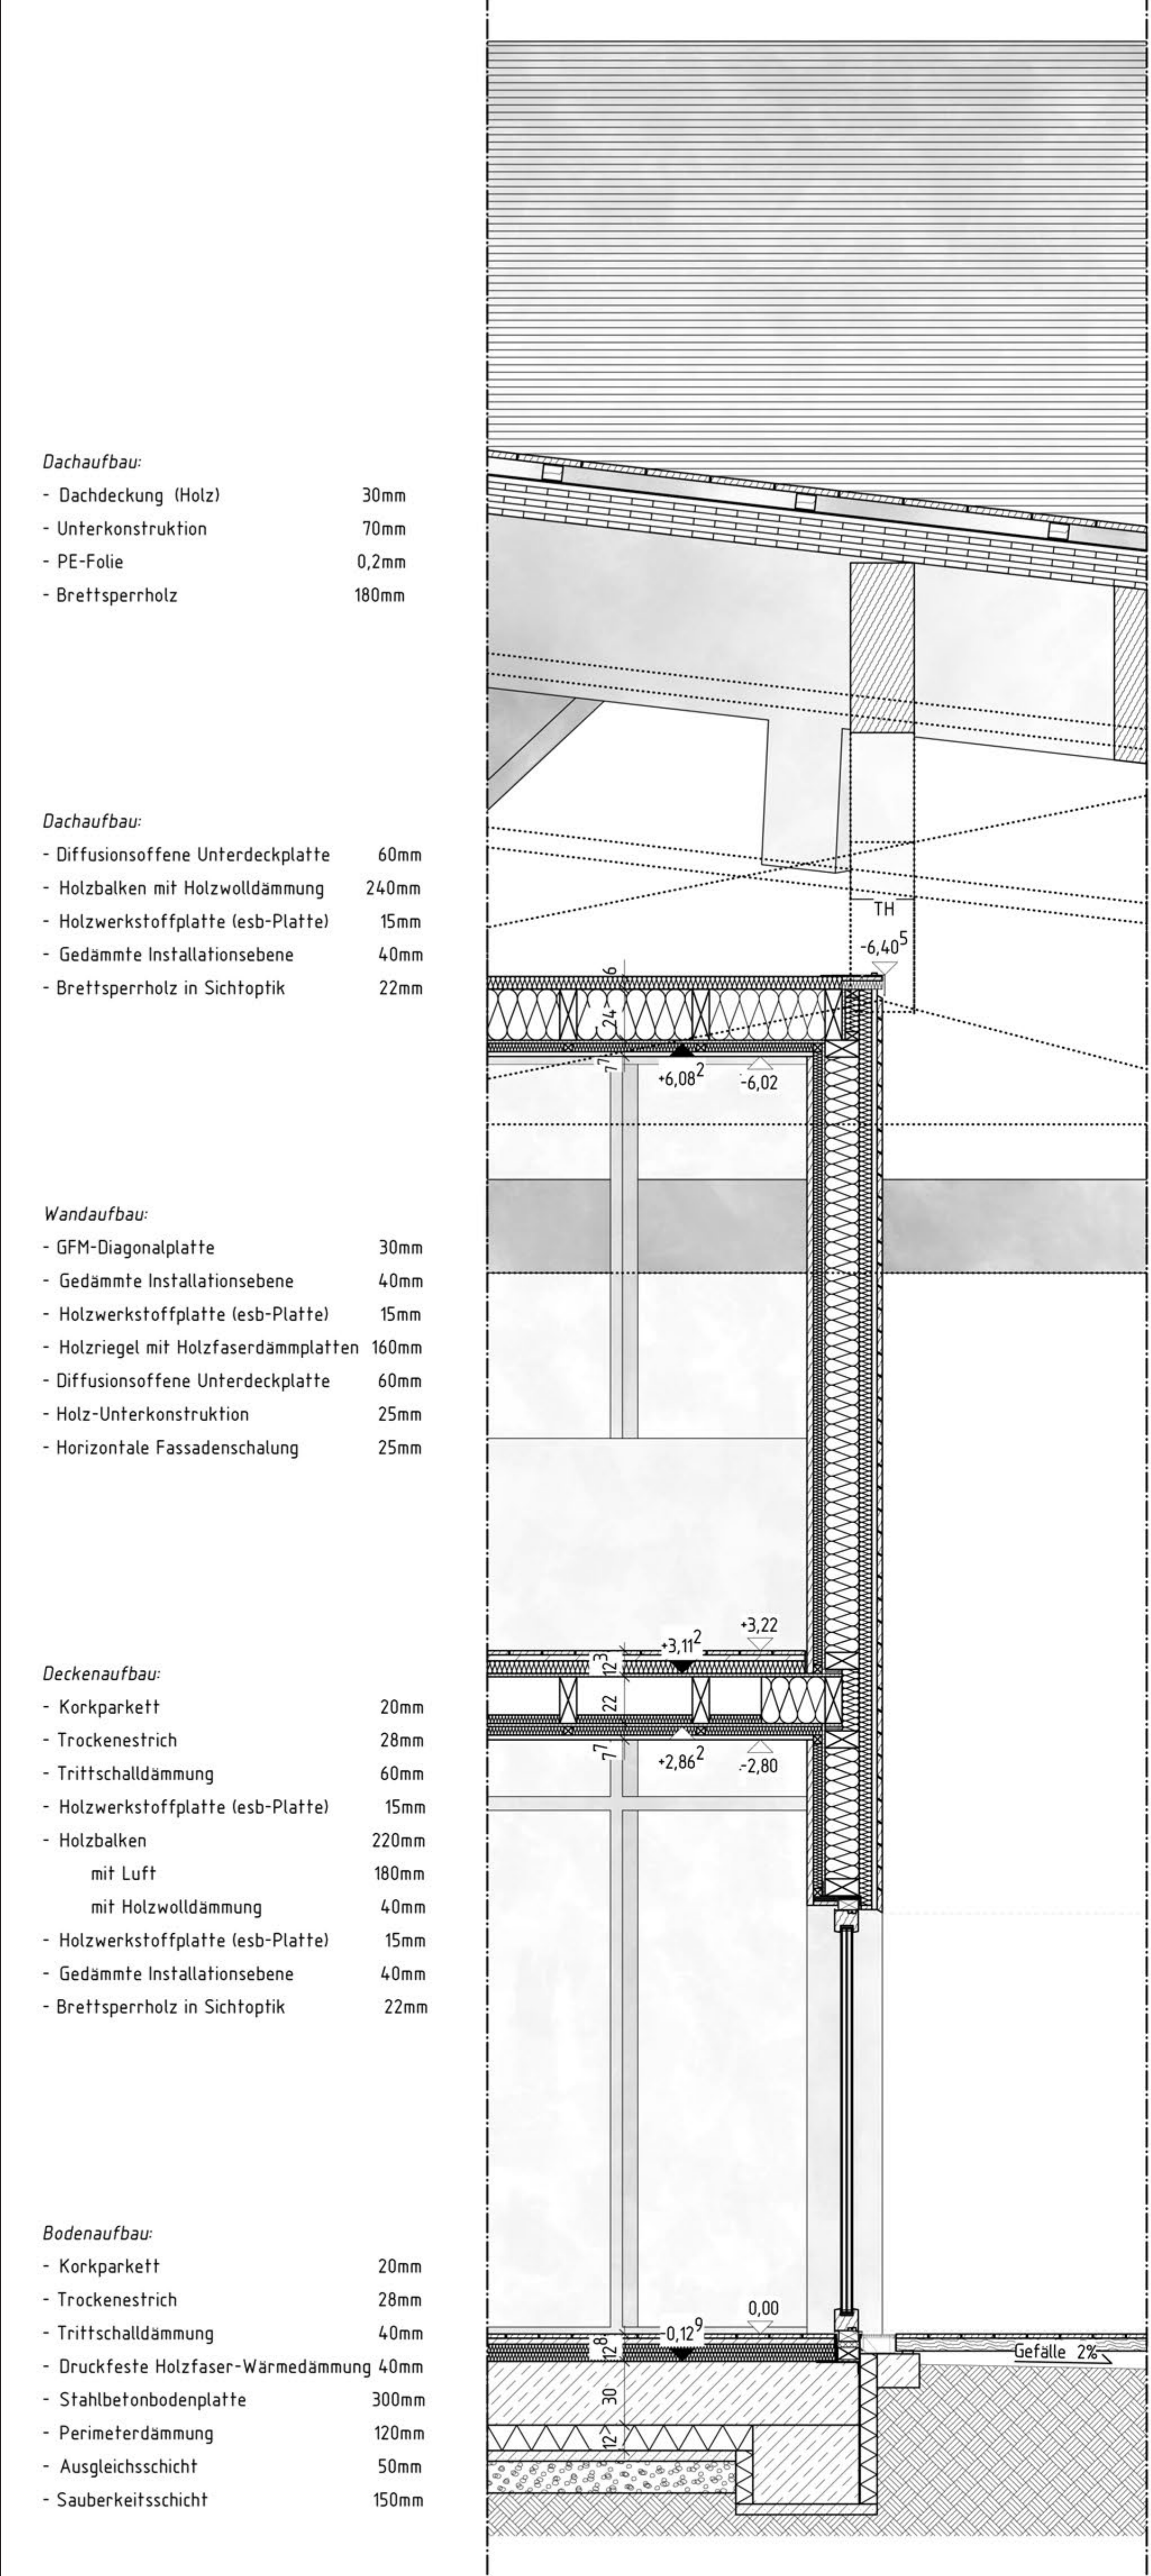 Dachaufbau:
- Dachdeckung (Holz) 30mm
- Unterkonstruktion 70mm
- PE-Folie 0,2mm
- Brettsperrholz 180mm
Dachaufbau:
- Diffusionsoffene Unterdeckplatte 60mm
- Holzbalken mit Holzwolldämmung 240mm
- Holzwerkstoffplatte (esb-Platte) 15mm
- Gedämmte Installationsebene 40mm
- Brettsperrholz in Sichtoptik 22mm
TH
-6,40⁵
6
24
7⁷
+6,08²
-6,02
Wandaufbau:
- GFM-Diagonalplatte 30mm
- Gedämmte Installationsebene 40mm
- Holzwerkstoffplatte (esb-Platte) 15mm
- Holzriegel mit Holzfaserdämmplatten 160mm
- Diffusionsoffene Unterdeckplatte 60mm
- Holz-Unterkonstruktion 25mm
- Horizontale Fassadenschalung 25mm
+3,22
+3,11²
12³
22
7⁷
+2,86²
-2,80
Deckenaufbau:
- Korkparkett 20mm
- Trockenestrich 28mm
- Trittschalldämmung 60mm
- Holzwerkstoffplatte (esb-Platte) 15mm
- Holzbalken 220mm
mit Luft 180mm
mit Holzwolldämmung 40mm
- Holzwerkstoffplatte (esb-Platte) 15mm
- Gedämmte Installationsebene 40mm
- Brettsperrholz in Sichtoptik 22mm
0,00
-0,12⁹
12⁸
Gefälle 2%
30
12
Bodenaufbau:
- Korkparkett 20mm
- Trockenestrich 28mm
- Trittschalldämmung 40mm
- Druckfeste Holzfaser-Wärmedämmung 40mm
- Stahlbetonbodenplatte 300mm
- Perimeterdämmung 120mm
- Ausgleichsschicht 50mm
- Sauberkeitsschicht 150mm